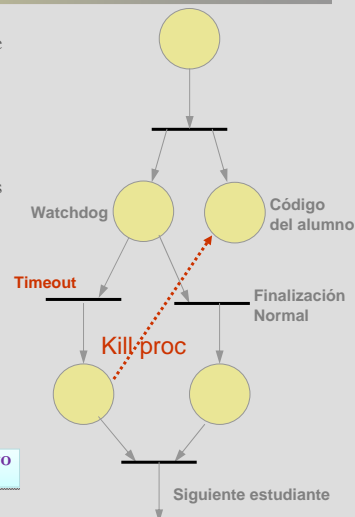 Watchdog
Código
del alumno
Timeout
Finalización
Normal
Kill proc
Siguiente estudiante